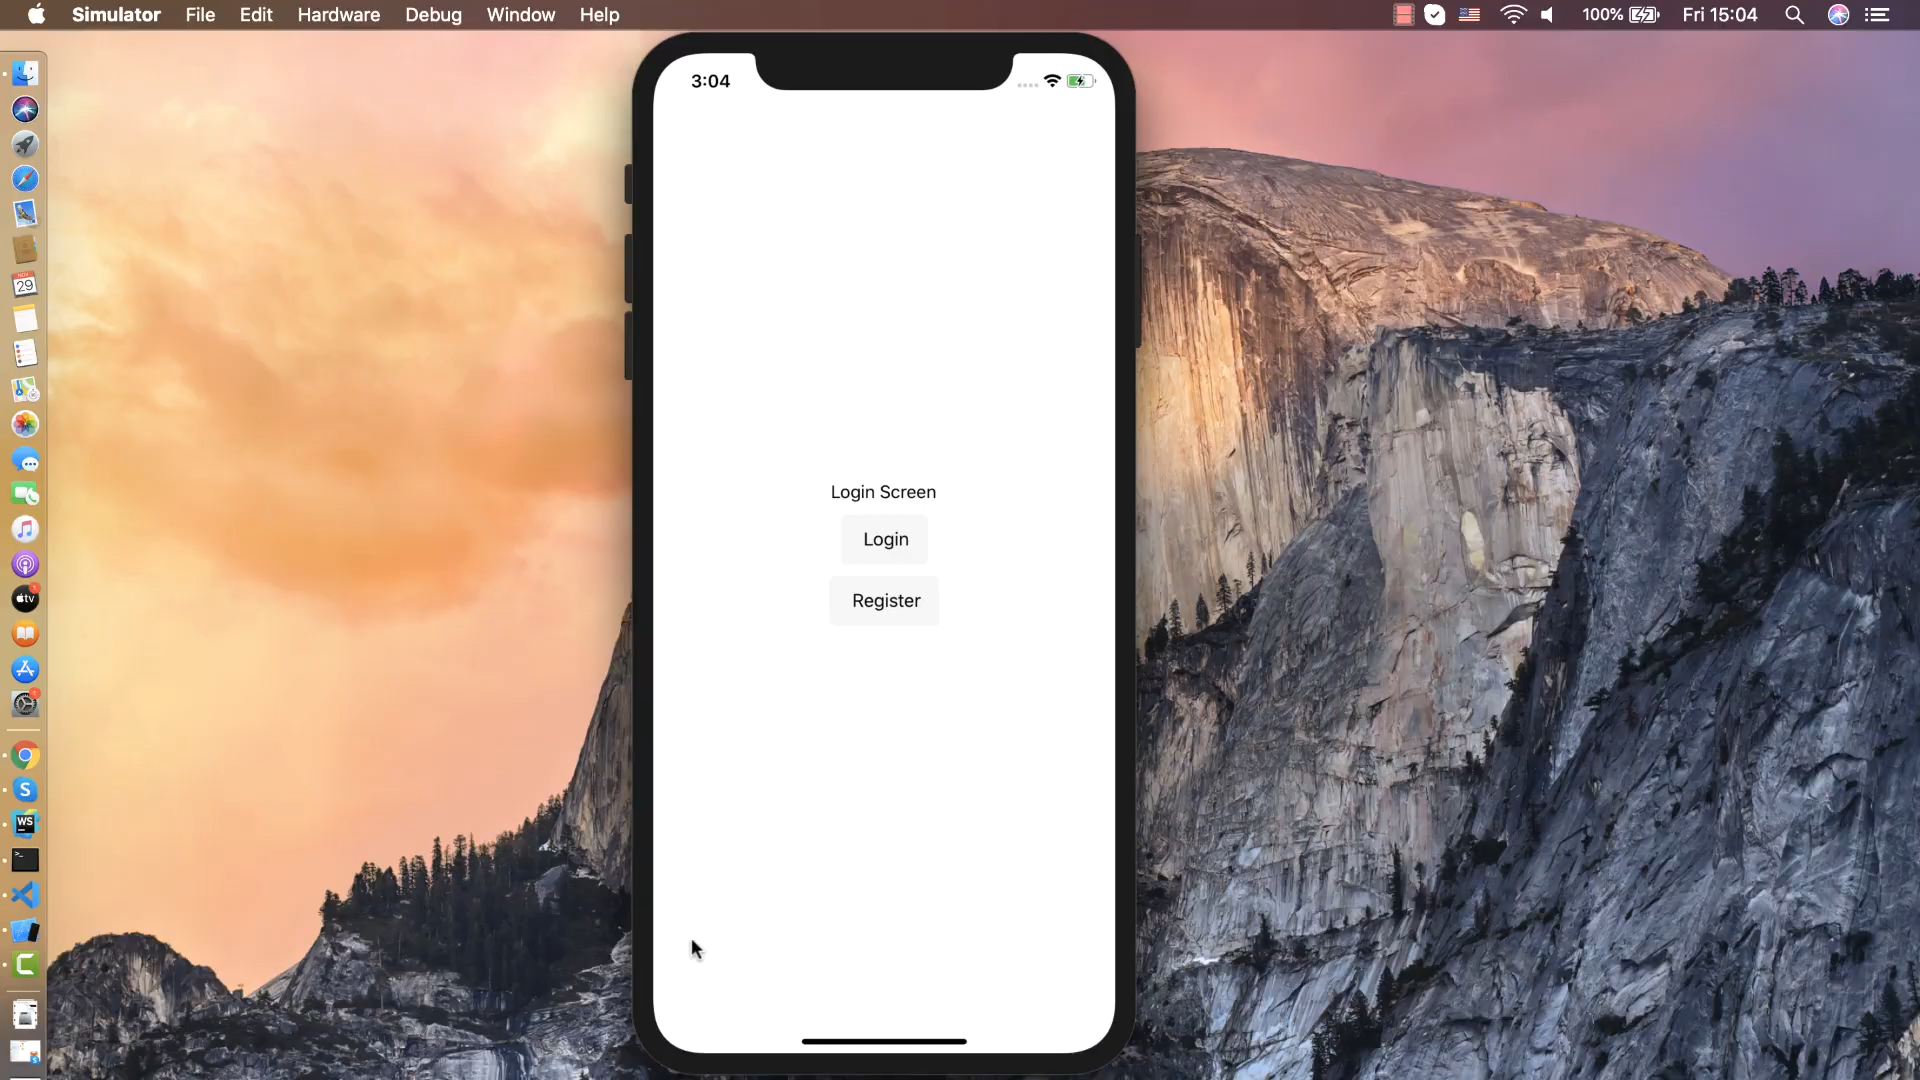 Simulator File Edit Hardware Debug Window Help 100% Fri 15:04
3:04
Login Screen
Login
Register
NOV
29
tv
S
WS
>_
C